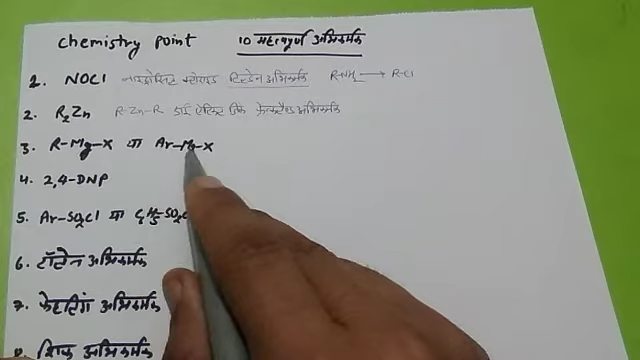 Chemistry point 10 महत्वपूर्ण अभिकर्मक
1. NOCl नाइट्रोसिल क्लोराइड टिल्डेन अभिकर्मक R-NH₂ → R-Cl
2. R₂Zn R-Zn-R डाई एल्किल जिंक फ्रेंकलैण्ड अभिकर्मक
3. R-Mg-X या Ar-Mg-X
4. 2,4-DNP
5. Ar-SO₂Cl या C₆H₅-SO₂C
6. टॉलेन अभिकर्मक
7. फेहलिंग अभिकर्मक
8. शिफ अभिकर्मक